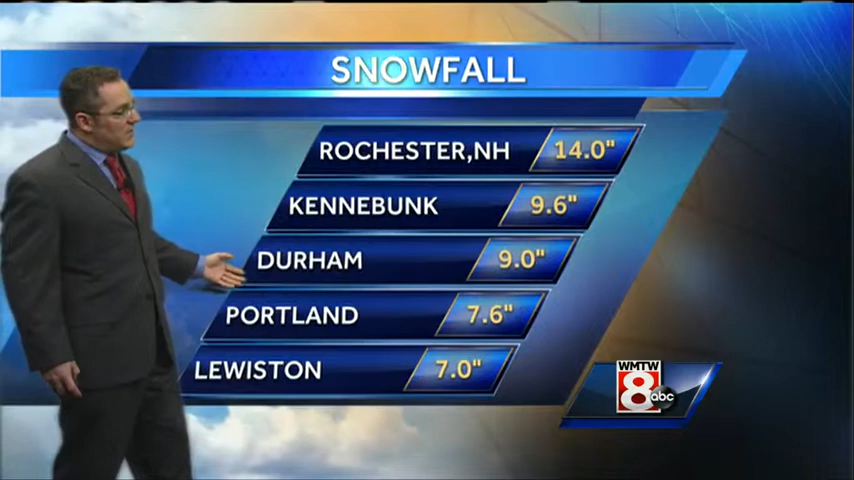 SNOWFALL
ROCHESTER,NH 14.0"
KENNEBUNK 9.6"
DURHAM 9.0"
PORTLAND 7.6"
LEWISTON 7.0"
WMTW
8 abc